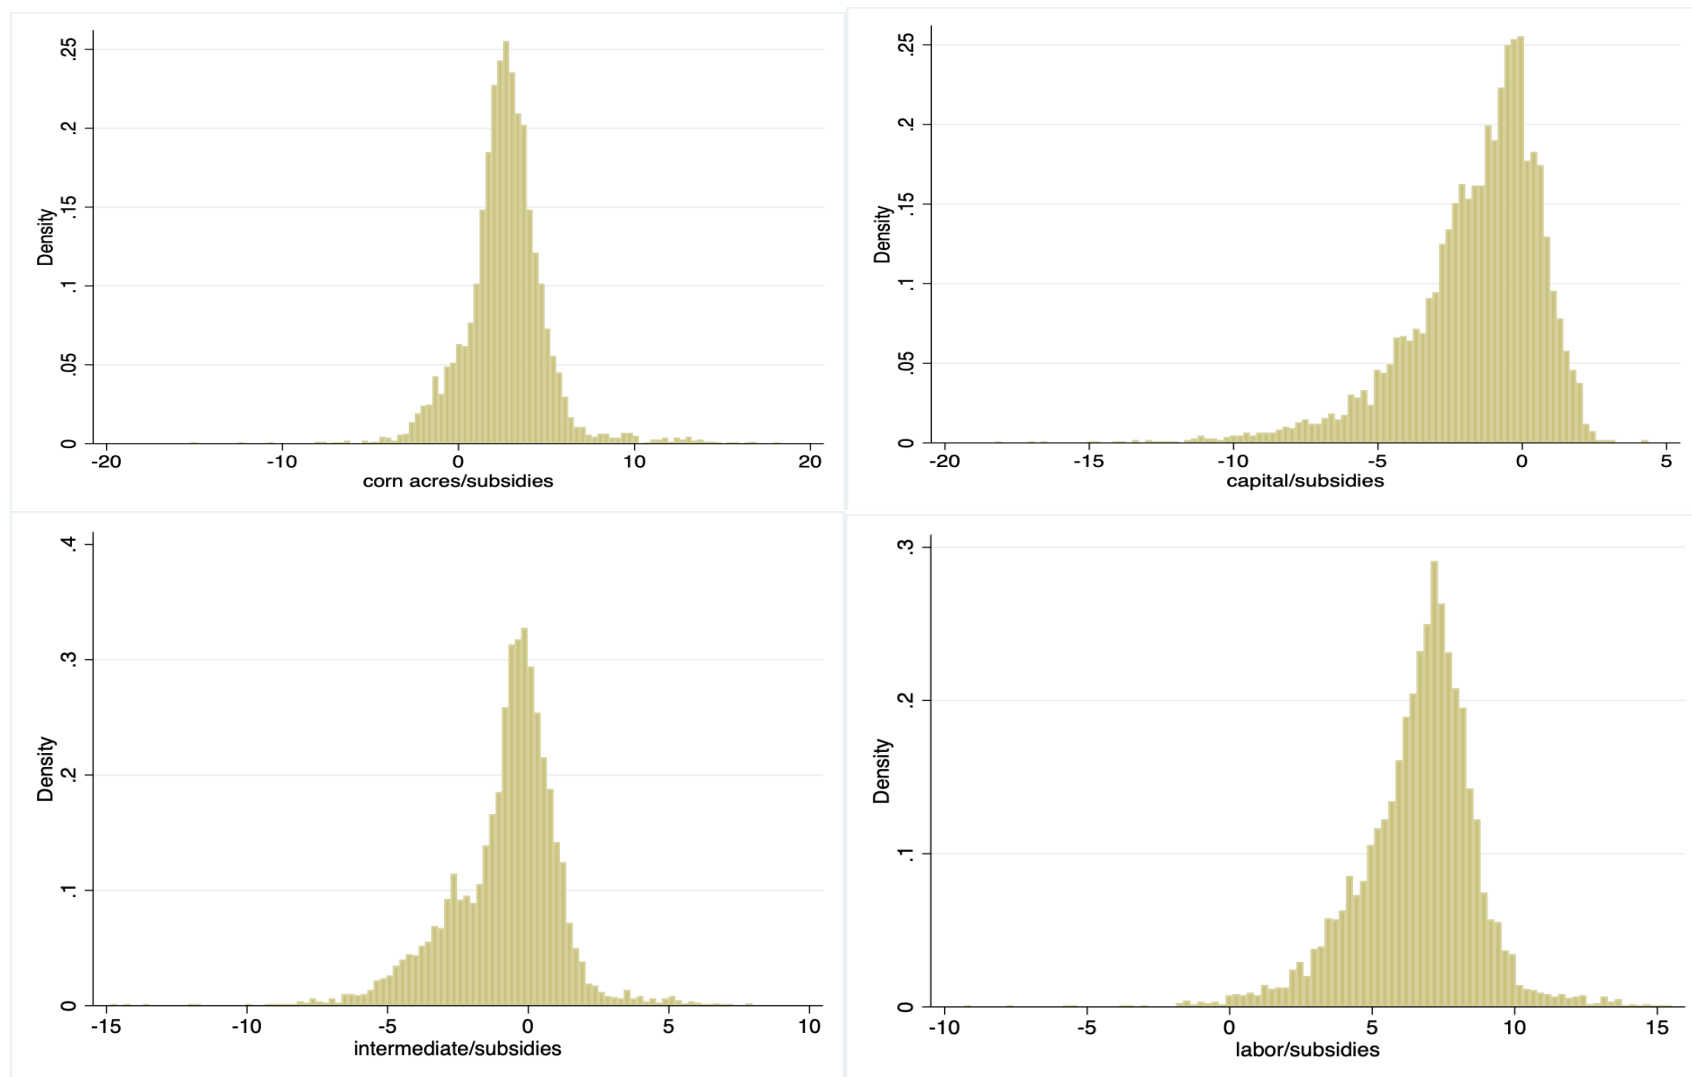 .25
.2
.15
.1
.05
0
Density
-20 -10 0 10 20
corn acres/subsidies
.25
.2
.15
.1
.05
0
Density
-20 -15 -10 -5 0 5
capital/subsidies
.4
.3
.2
.1
0
Density
-15 -10 -5 0 5 10
intermediate/subsidies
.3
.2
.1
0
Density
-10 -5 0 5 10 15
labor/subsidies